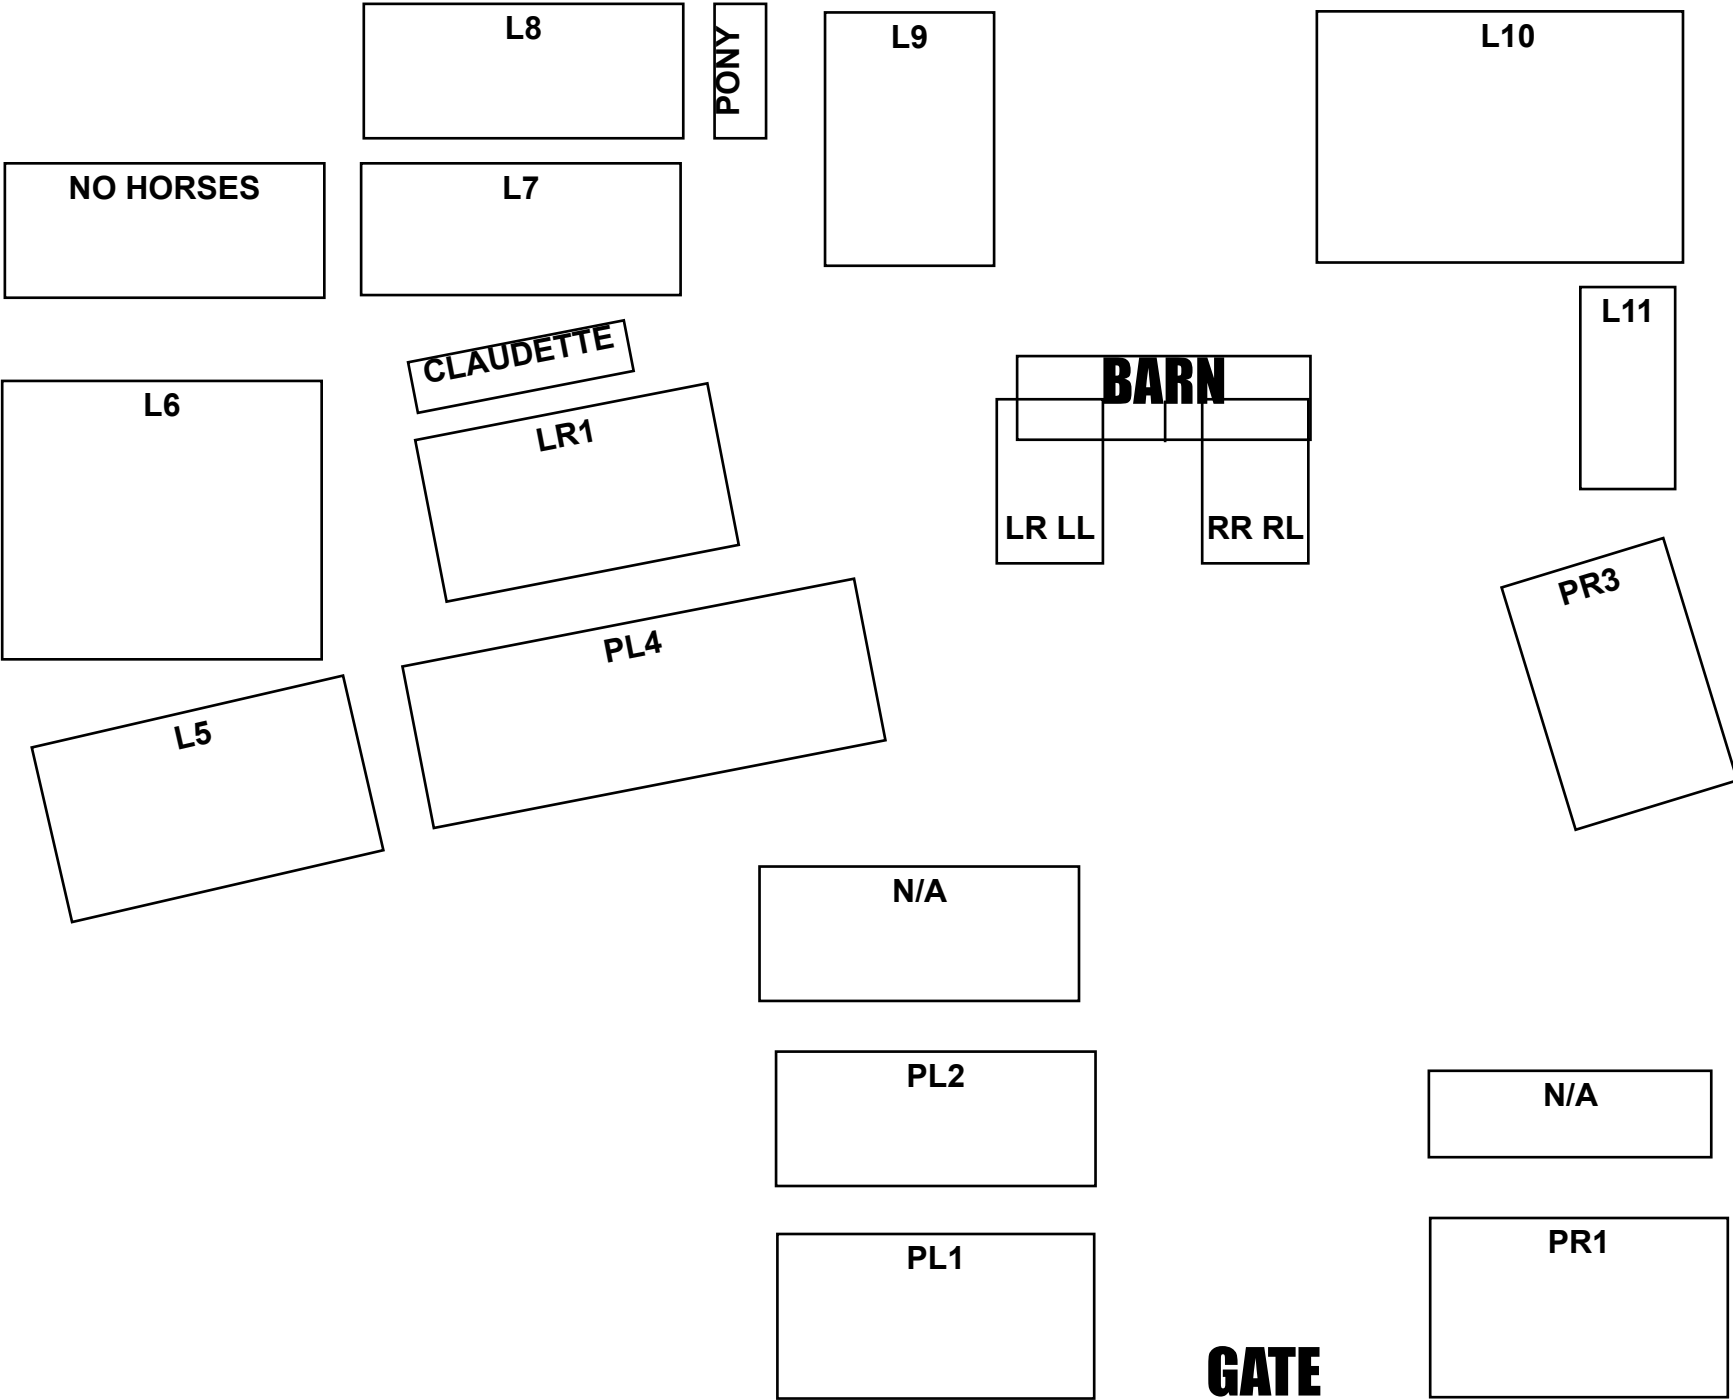 L8
PONY
L9
L10
NO HORSES
L7
L11
CLAUDETTE
BARN
L6
LR1
LR LL
RR RL
PR3
PL4
L5
N/A
PL2
N/A
PL1
PR1
GATE